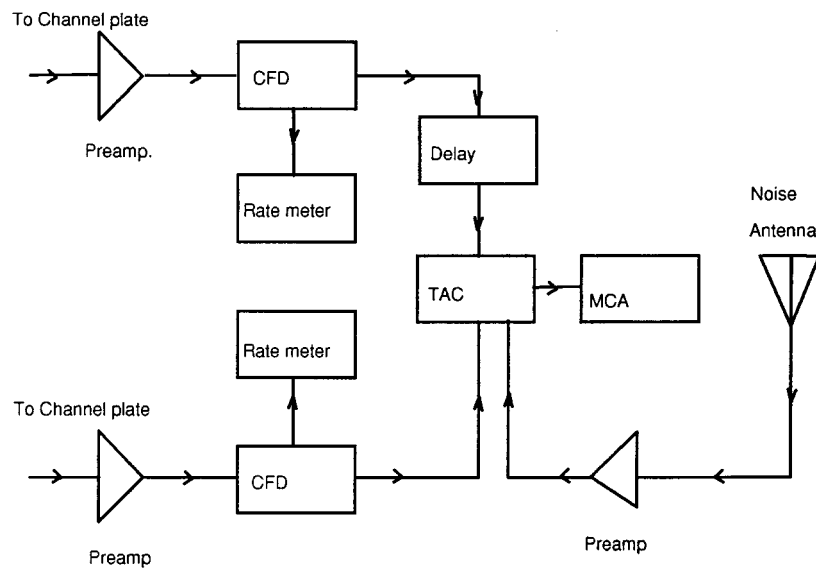 To Channel plate
CFD
Preamp.
Delay
Rate meter
Noise
Antenna
TAC
MCA
Rate meter
To Channel plate
CFD
Preamp
Preamp